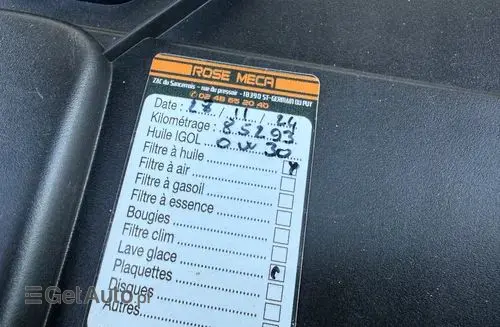 ROSE MECA
ZAC du Sancerrois - rue du pressoir - 18390 ST-GERMAIN DU PUY
02 48 65 20 40
Date : 27 / 11 / 24
Kilométrage : 85293
Huile IGOL 0w30
Filtre à huile
Filtre à air
Filtre à gasoil
Filtre à essence
Bougies
Filtre clim
Lave glace
Plaquettes
Disques
Autres
GetAuto.pl